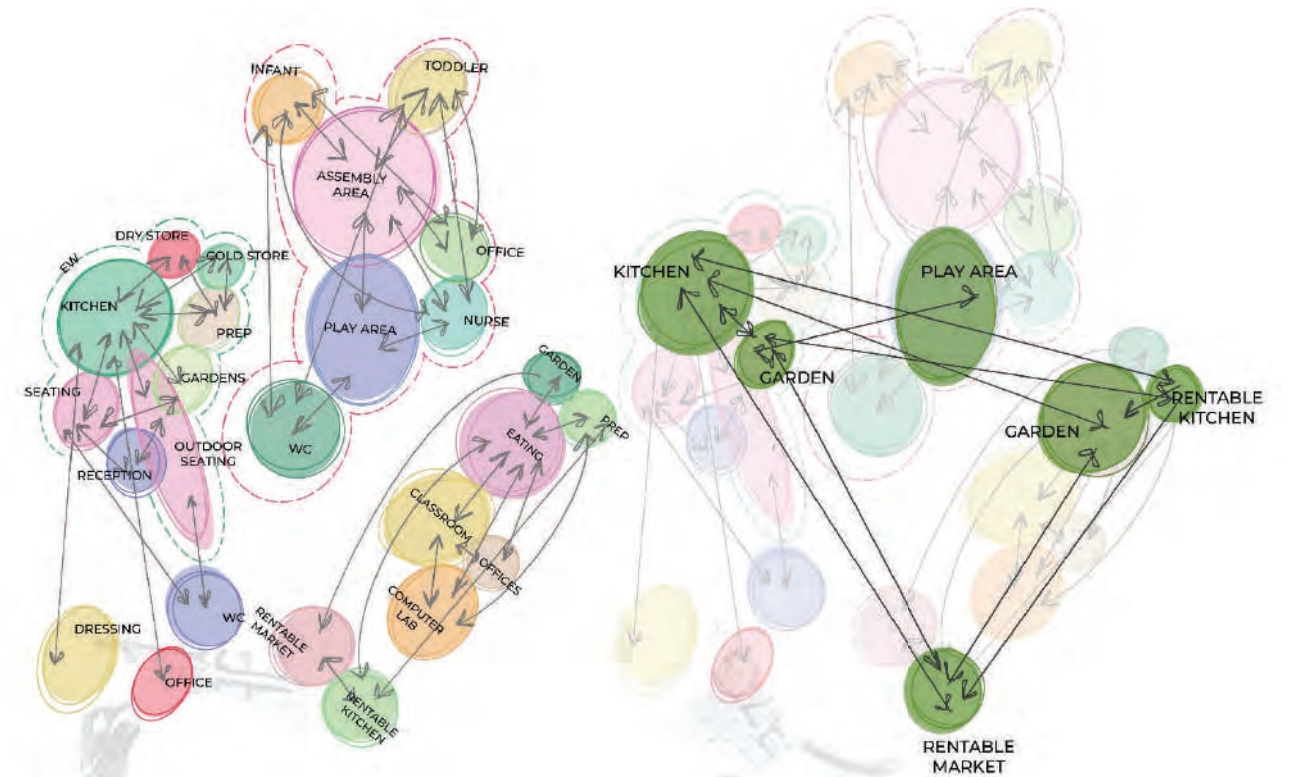 INFANT
TODDLER
ASSEMBLY
AREA
DRY STORE
COLD STORE
EW
KITCHEN
PREP
OFFICE
NURSE
PLAY AREA
GARDENS
SEATING
OUTDOOR
SEATING
RECEPTION
WC
GARDEN
PREP
EATING
CLASSROOM
OFFICES
COMPUTER
LAB
WC
DRESSING
OFFICE
RENTABLE
MARKET
RENTABLE
KITCHEN
KITCHEN
PLAY AREA
GARDEN
GARDEN
RENTABLE
KITCHEN
RENTABLE
MARKET